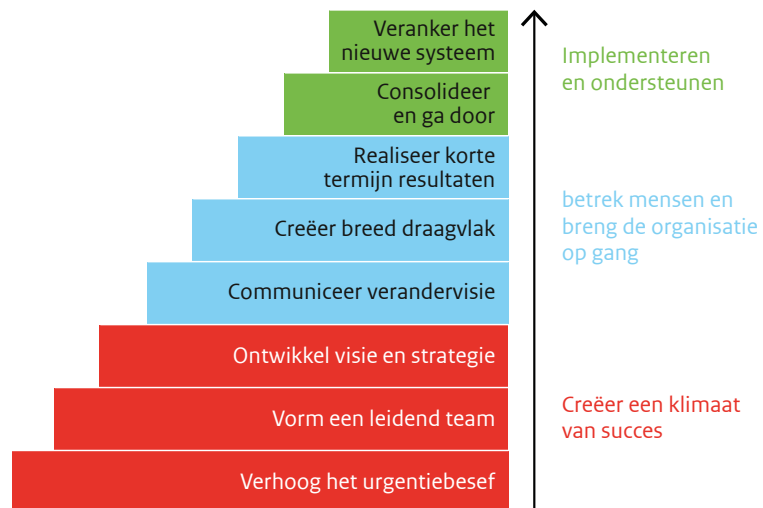 Veranker het
nieuwe systeem
Consolideer
en ga door
Realiseer korte
termijn resultaten
Creëer breed draagvlak
Communiceer verandervisie
Ontwikkel visie en strategie
Vorm een leidend team
Verhoog het urgentiebesef
Implementeren
en ondersteunen
betrek mensen en
breng de organisatie
op gang
Creëer een klimaat
van succes